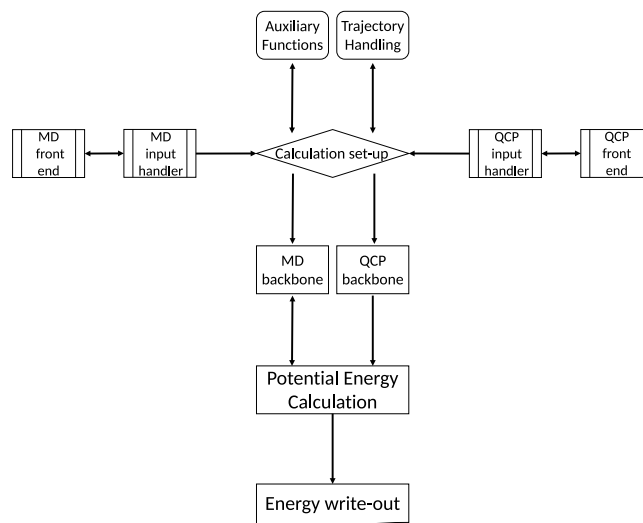 Auxiliary
Functions
Trajectory
Handling
MD
front
end
MD
input
handler
Calculation set-up
QCP
input
handler
QCP
front
end
MD
backbone
QCP
backbone
Potential Energy
Calculation
Energy write-out